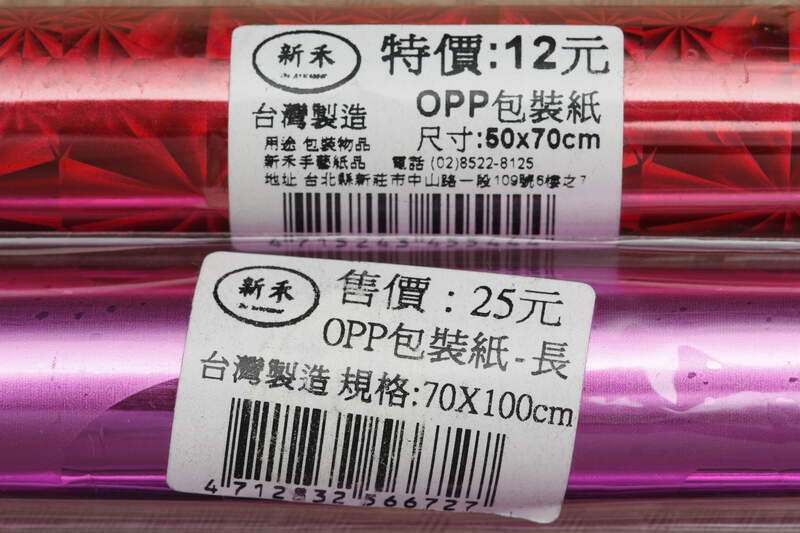 新禾
特價:12元
台灣製造
OPP包裝紙
用途 包裝物品
尺寸:50x70cm
新禾手藝紙品 電話 (02)8522-8125
地址 台北縣新莊市中山路一段109號6樓之7
新禾
售價:25元
OPP包裝紙-長
台灣製造 規格:70X100cm
4 712832 566727